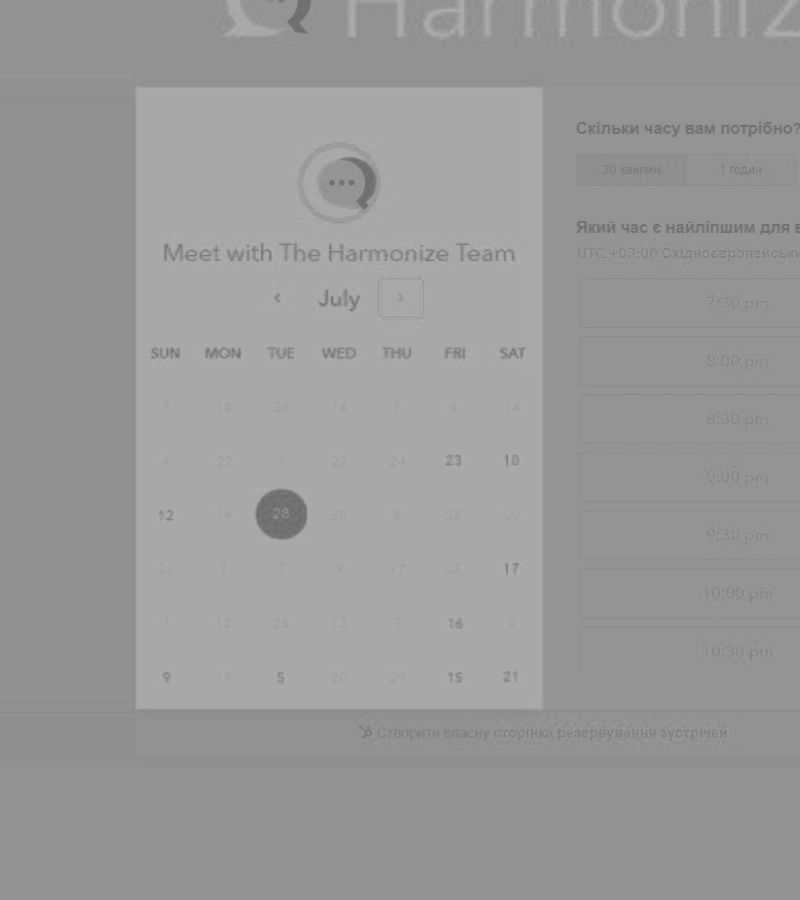 Harmoniz
Meet with The Harmonize Team
‹ July ›
SUN MON TUE WED THU FRI SAT
7 18 28 14 7 4 14
4 22 7 22 24 23 18
12 14 28 28 8 28 29
26 7 7 9 17 25 17
1 12 28 13 3 16 2
9 19 5 20 29 15 21
Скільки часу вам потрібно?
30 хвилин 1 годин
Який час є найліпшим для в
UTC +03:00 Східноєвропейськи
7:30 pm
8:00 pm
8:30 pm
9:00 pm
9:30 pm
10:00 pm
10:30 pm
Створити власну сторінка резервування зустрічей